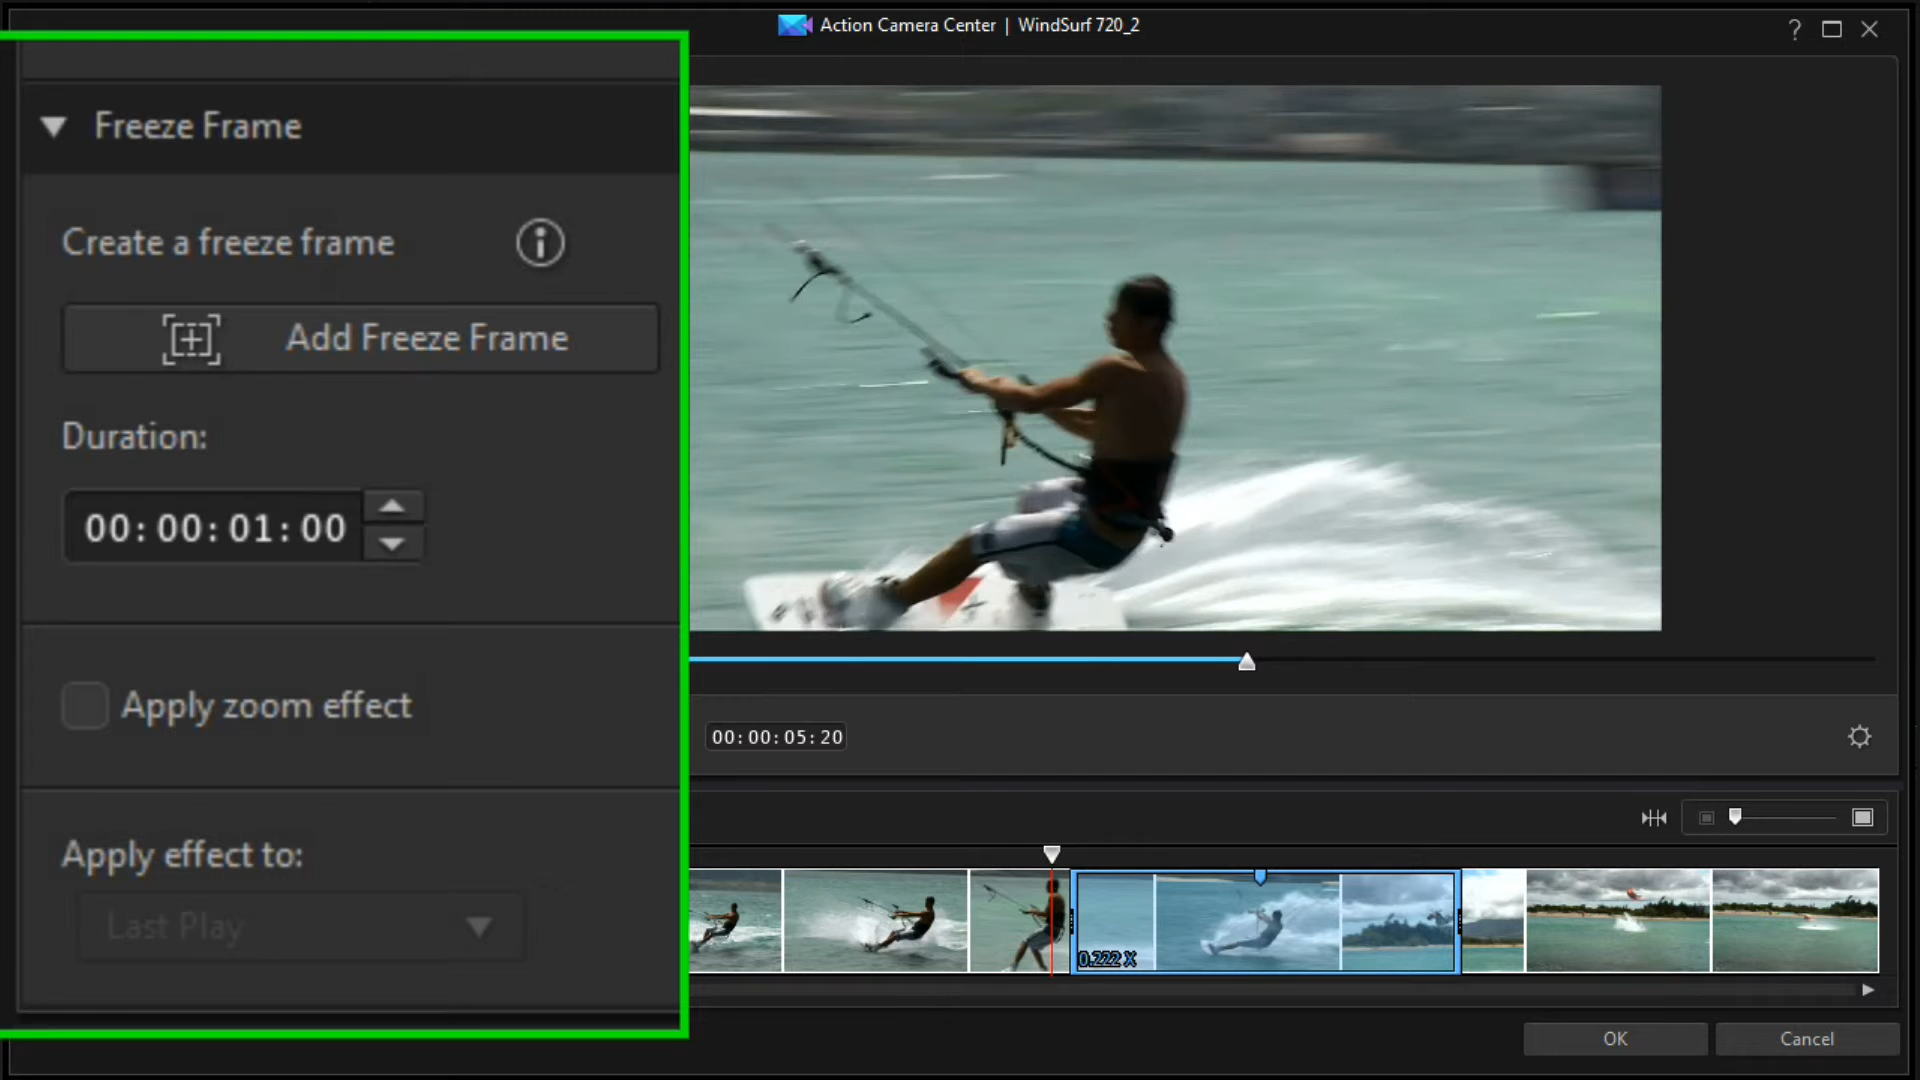 Action Camera Center | WindSurf 720_2
?
Freeze Frame
Create a freeze frame
Add Freeze Frame
Duration:
00:00:01:00
Apply zoom effect
Apply effect to:
Last Play
00:00:05:20
0.222 X
OK
Cancel